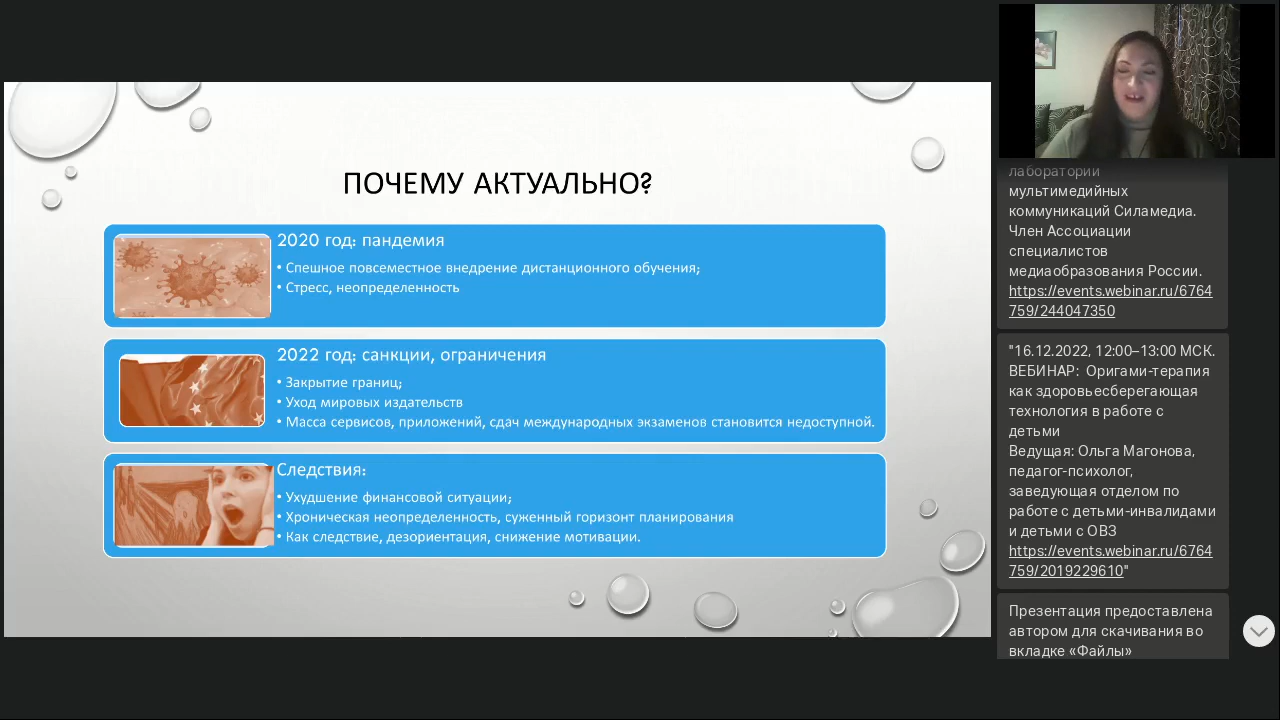 ПОЧЕМУ АКТУАЛЬНО?
2020 год: пандемия
• Спешное повсеместное внедрение дистанционного обучения;
• Стресс, неопределенность
2022 год: санкции, ограничения
• Закрытие границ;
• Уход мировых издательств
• Масса сервисов, приложений, сдач международных экзаменов становится недоступной.
Следствия:
• Ухудшение финансовой ситуации;
• Хроническая неопределенность, суженный горизонт планирования
• Как следствие, дезориентация, снижение мотивации.
лаборатории
мультимедийных
коммуникаций Силамедиа.
Член Ассоциации
специалистов
медиаобразования России.
https://events.webinar.ru/6764
759/244047350
"16.12.2022, 12:00–13:00 МСК.
ВЕБИНАР: Оригами-терапия
как здоровьесберегающая
технология в работе с
детьми
Ведущая: Ольга Магонова,
педагог-психолог,
заведующая отделом по
работе с детьми-инвалидами
и детьми с ОВЗ
https://events.webinar.ru/6764
759/2019229610"
Презентация предоставлена
автором для скачивания во
вкладке «Файлы»